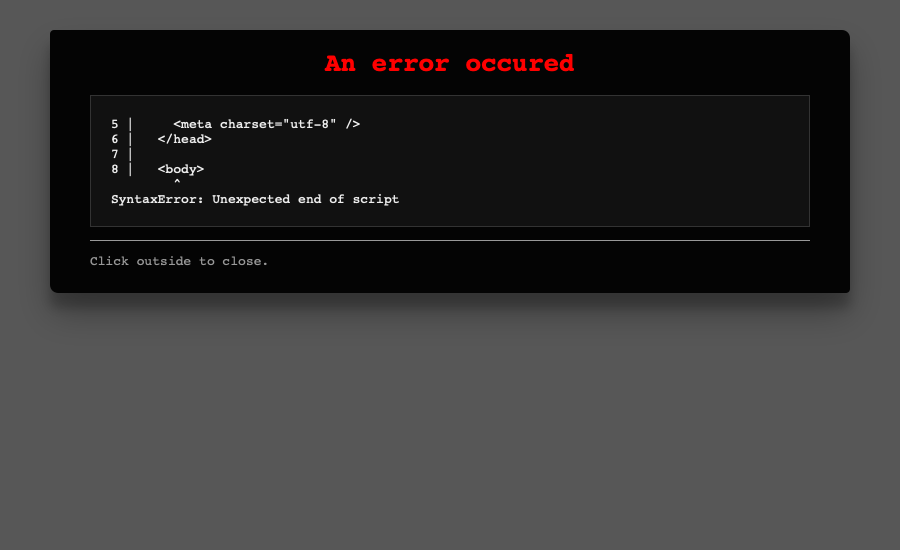 An error occured
5 |     <meta charset="utf-8" />
6 |   </head>
7 |
8 |   <body>
        ^
SyntaxError: Unexpected end of script
Click outside to close.